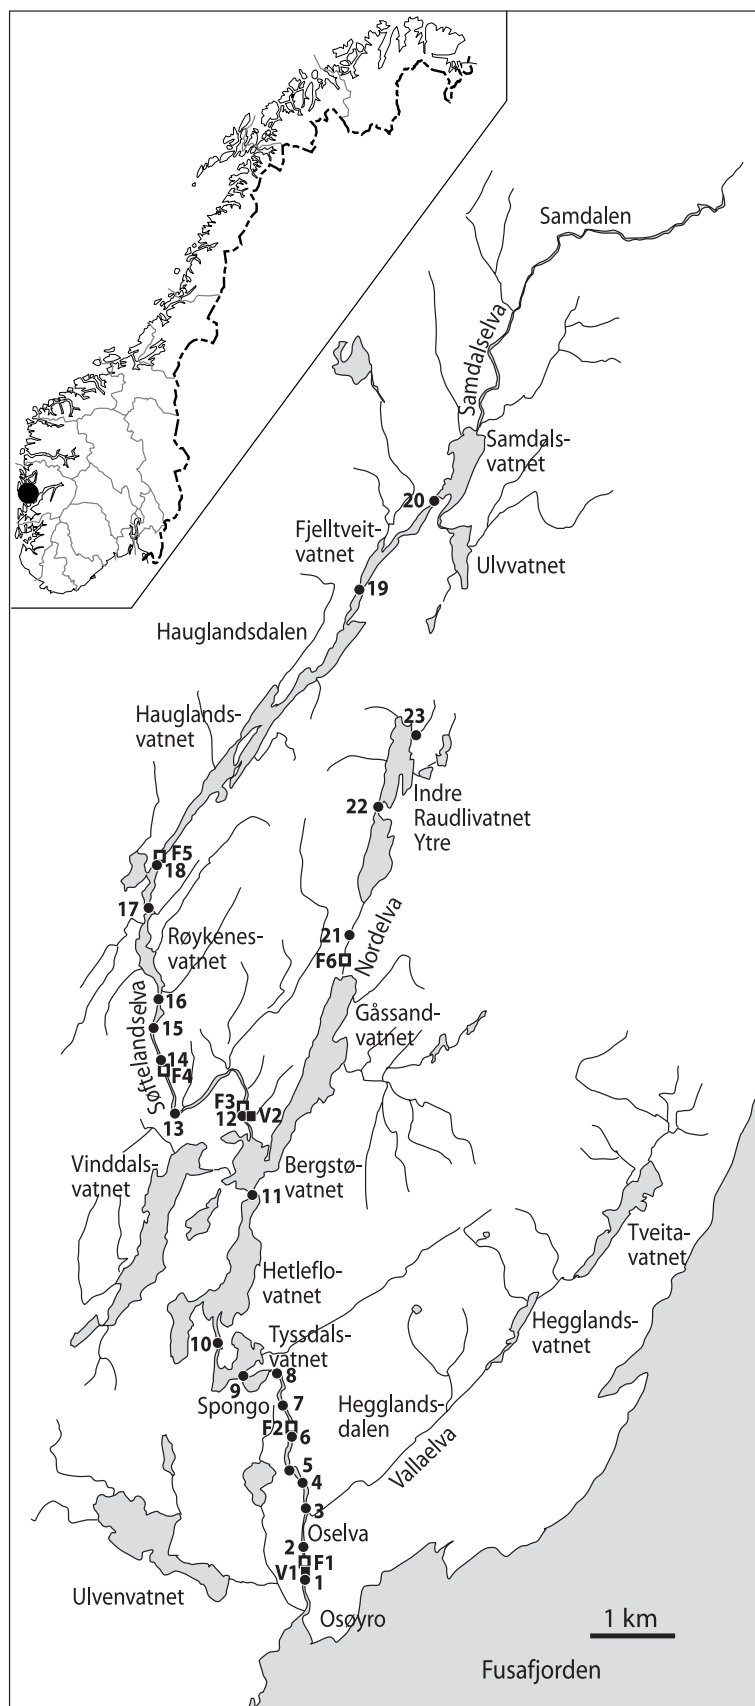 Samdalen
Samdalselva
Samdals-
vatnet
20
Fjelltveit-
vatnet
Ulvvatnet
19
Hauglandsdalen
Hauglands-
vatnet
23
Indre
Raudlivatnet
Ytre
22
F5
18
17
Røykenes-
vatnet
21
Nordelva
F6
16
Gåssand-
vatnet
15
Søftelandselva
14
F4
F3
12
V2
13
Vinddals-
vatnet
Bergstø-
vatnet
11
Tveita-
vatnet
Hetleflo-
vatnet
Hegglands-
vatnet
10
Tyssdals-
vatnet
8
9
Spongo
7
Hegglands-
dalen
F2
6
Vallaelva
5
4
3
Oselva
2
F1
V1
1
Ulvenvatnet
Osøyro
1 km
Fusafjorden